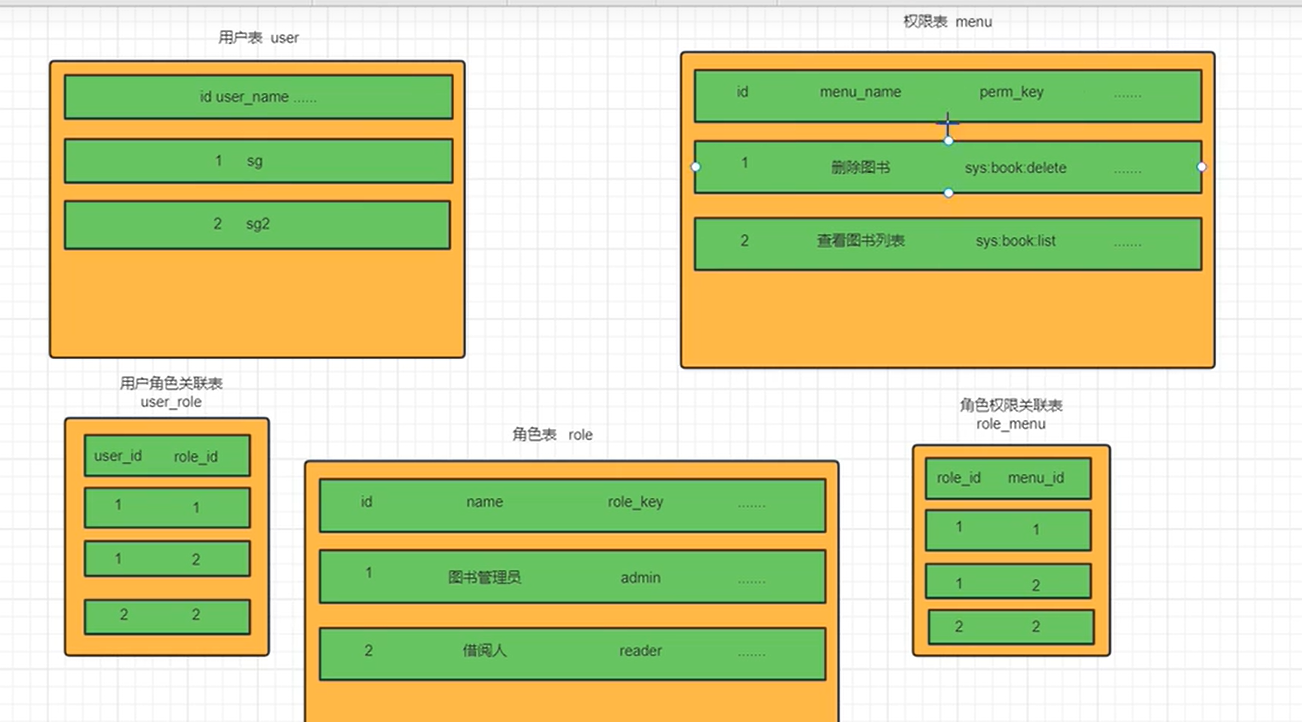 用户表 user
id user_name ......
1 sg
2 sg2
权限表 menu
id menu_name perm_key .......
1 删除图书 sys:book:delete .......
2 查看图书列表 sys:book:list .......
用户角色关联表
user_role
user_id role_id
1 1
1 2
2 2
角色表 role
id name role_key .......
1 图书管理员 admin .......
2 借阅人 reader .......
角色权限关联表
role_menu
role_id menu_id
1 1
1 2
2 2